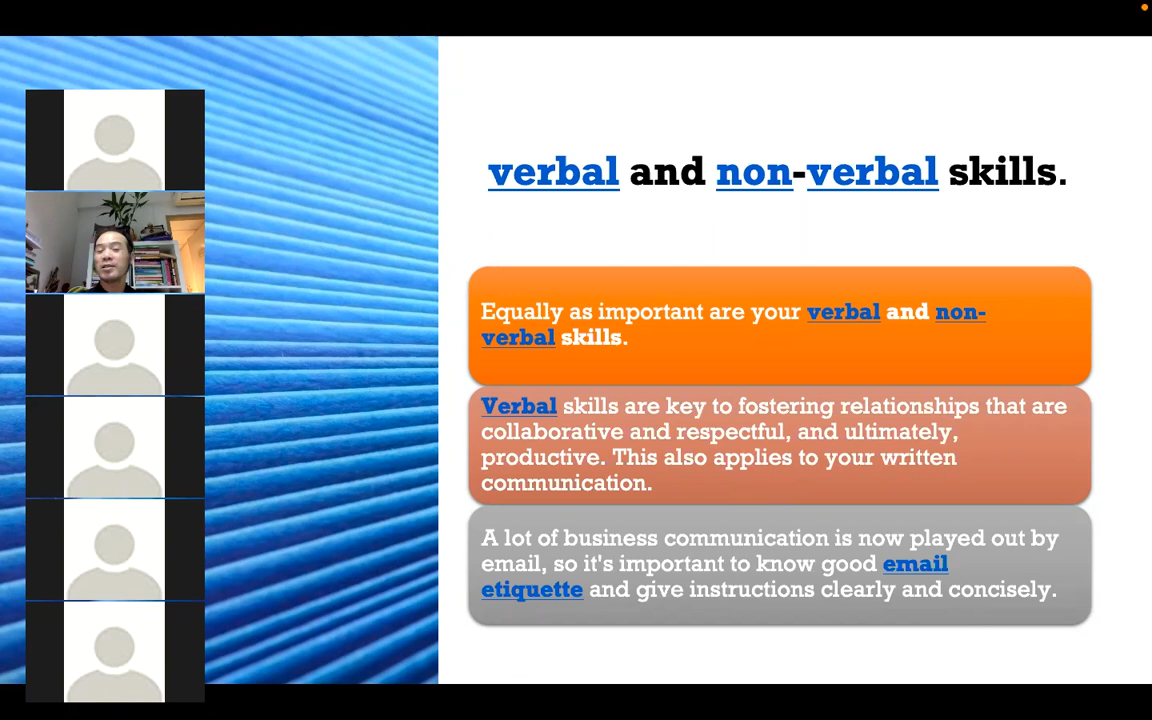 verbal and non-verbal skills.
Equally as important are your verbal and non-
verbal skills.
Verbal skills are key to fostering relationships that are
collaborative and respectful, and ultimately,
productive. This also applies to your written
communication.
A lot of business communication is now played out by
email, so it's important to know good email
etiquette and give instructions clearly and concisely.